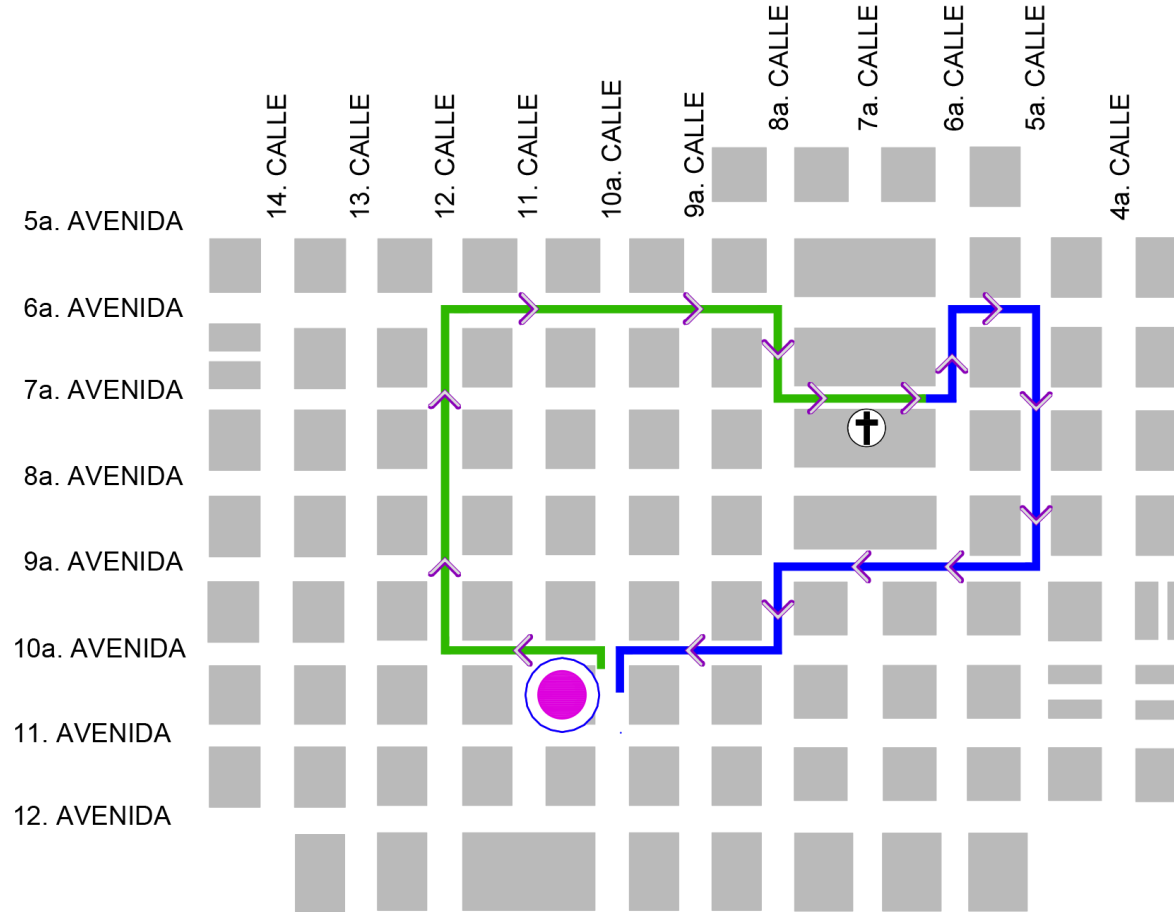 14. CALLE
13. CALLE
12. CALLE
11. CALLE
10a. CALLE
9a. CALLE
8a. CALLE
7a. CALLE
6a. CALLE
5a. CALLE
4a. CALLE
5a. AVENIDA
6a. AVENIDA
7a. AVENIDA
8a. AVENIDA
9a. AVENIDA
10a. AVENIDA
11. AVENIDA
12. AVENIDA